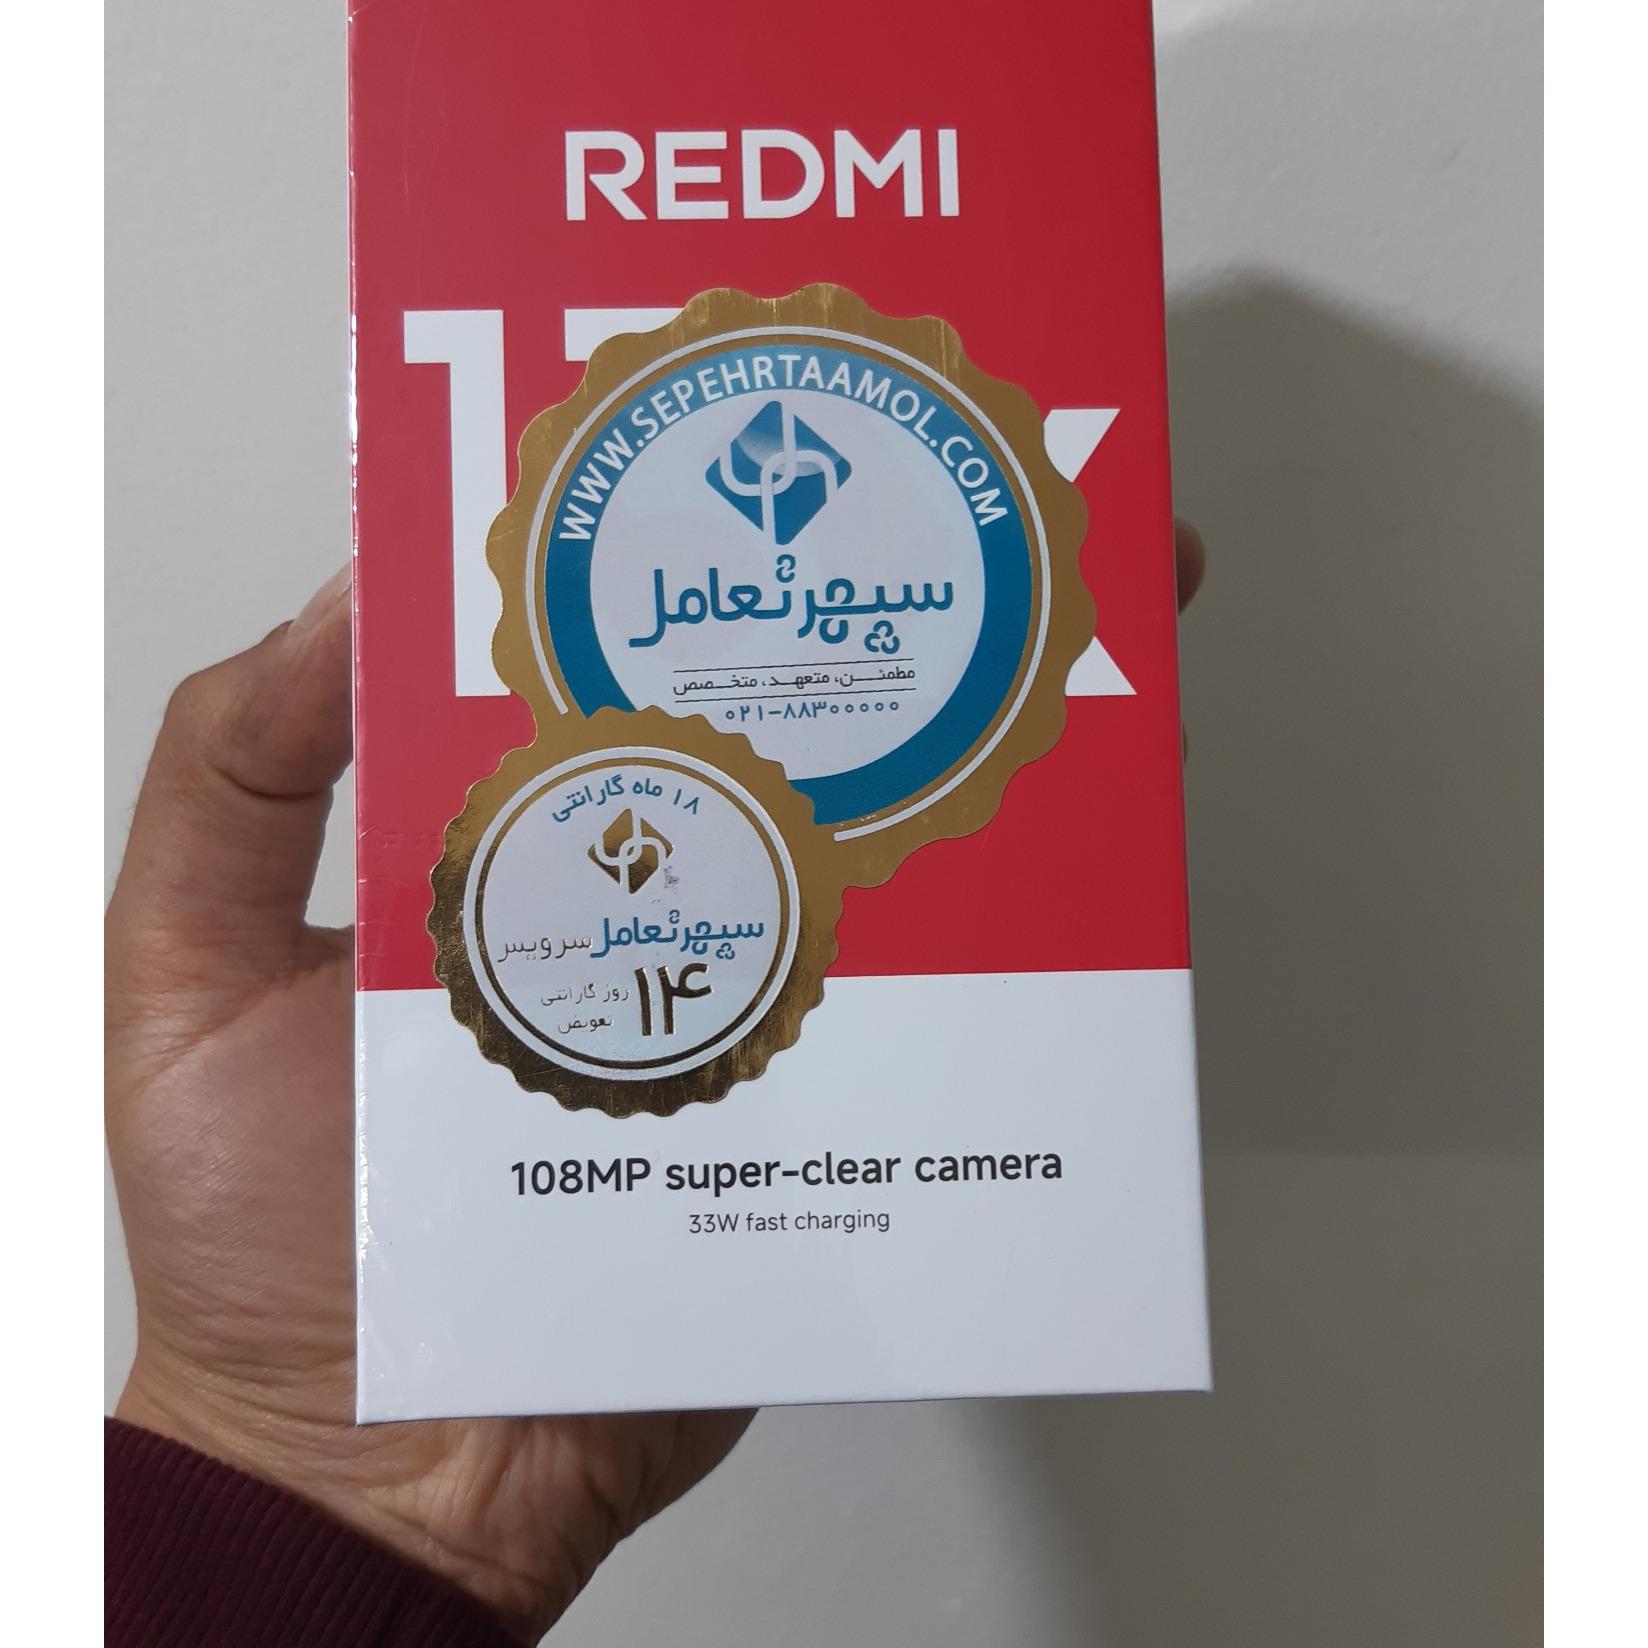 REDMI
WWW.SEPEHRTAAMOL.COM
سپهر تعامل
مطمئن، متعهد، متخصص
۰۲۱-۸۸۳۰۰۰۰۰
۱۸ ماه گارانتی
سپهر تعامل سرویس
۱۴ روز گارانتی
تعویض
108MP super-clear camera
33W fast charging